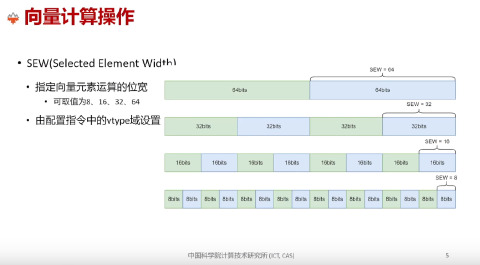 向量计算操作
• SEW(Selected Element Width)
• 指定向量元素运算的位宽
• 可取值为8、16、32、64
• 由配置指令中的vtype域设置
SEW = 64
64bits 64bits
SEW = 32
32bits 32bits 32bits 32bits
SEW = 16
16bits 16bits 16bits 16bits 16bits 16bits 16bits 16bits
SEW = 8
8bits 8bits 8bits 8bits 8bits 8bits 8bits 8bits 8bits 8bits 8bits 8bits 8bits 8bits 8bits 8bits
中国科学院计算技术研究所 (ICT, CAS)
5